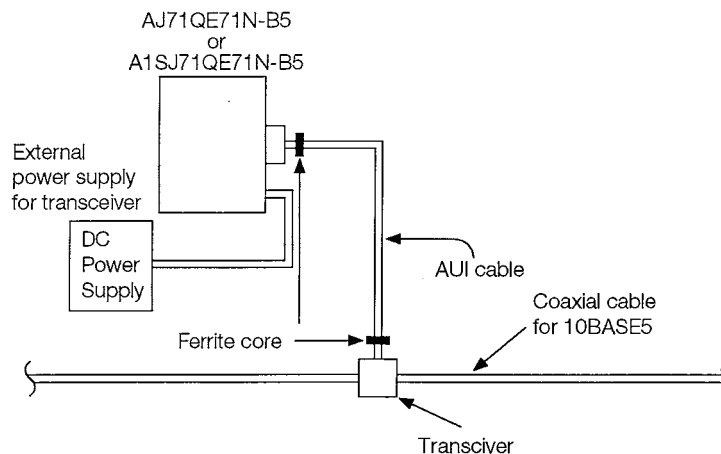 AJ71QE71N-B5
or
A1SJ71QE71N-B5
External
power supply
for transceiver
DC
Power
Supply
AUI cable
Coaxial cable
for 10BASE5
Ferrite core
Transciver